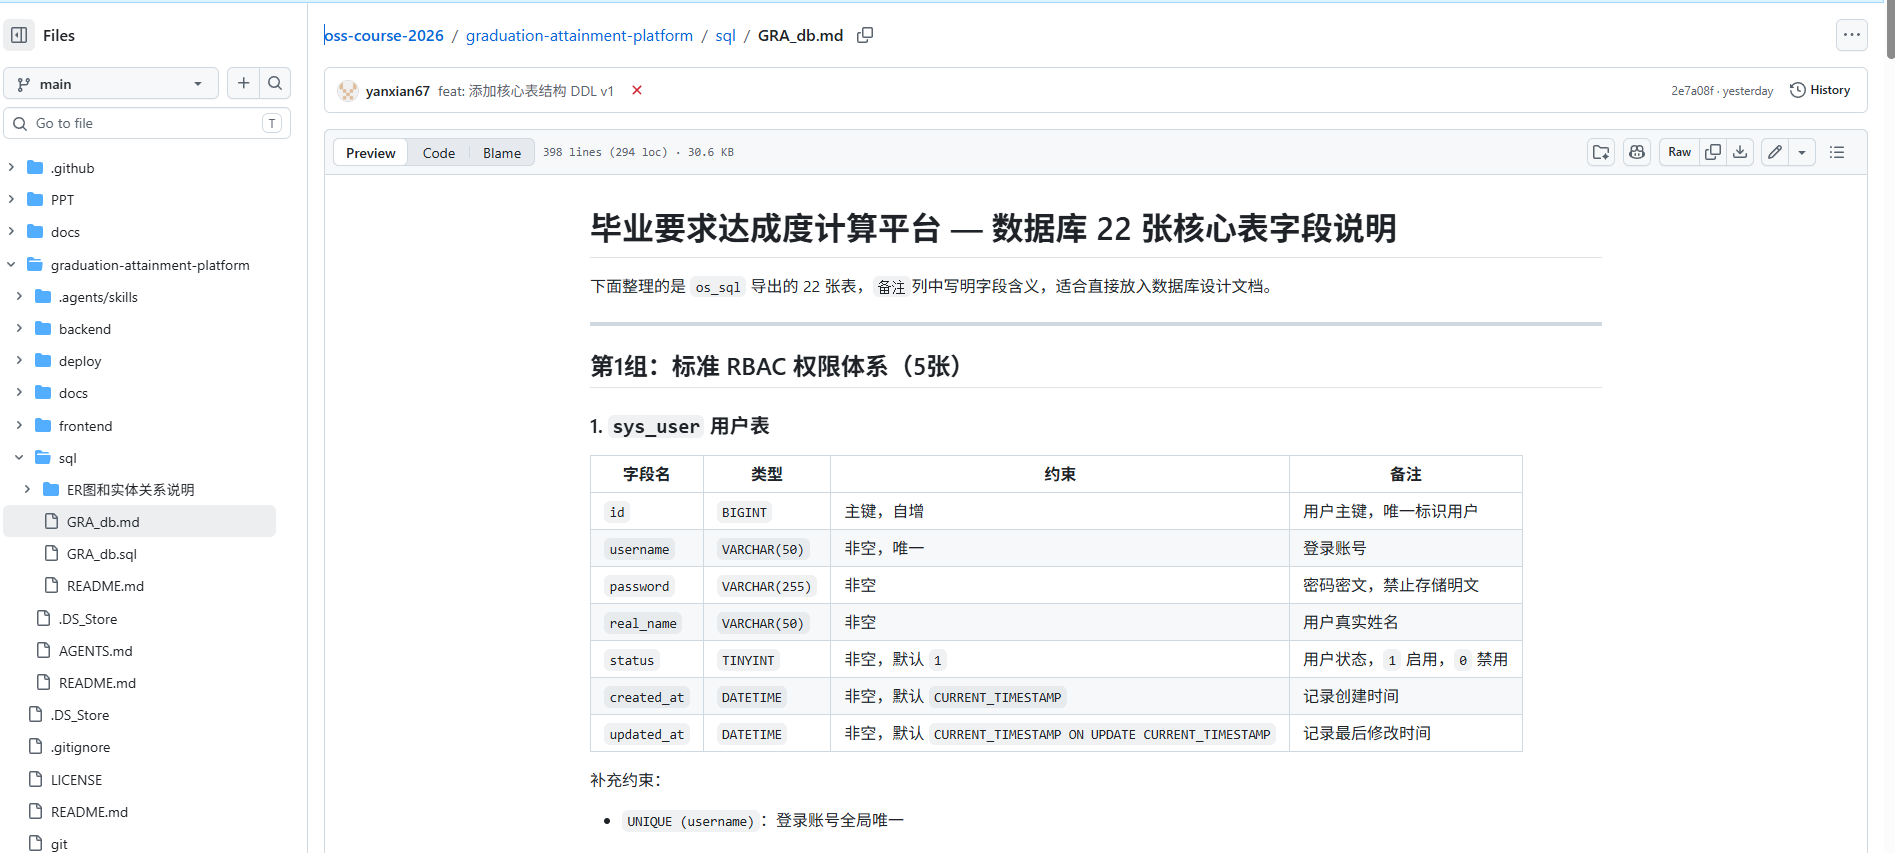 Files
main
Go to file
T
.github
PPT
docs
graduation-attainment-platform
.agents/skills
backend
deploy
docs
frontend
sql
ER图和实体关系说明
GRA_db.md
GRA_db.sql
README.md
.DS_Store
AGENTS.md
README.md
.DS_Store
.gitignore
LICENSE
README.md
git
oss-course-2026 / graduation-attainment-platform / sql / GRA_db.md
yanxian67 feat: 添加核心表结构 DDL v1
2e7a08f · yesterday
History
Preview Code Blame 398 lines (294 loc) · 30.6 KB
Raw
毕业要求达成度计算平台 — 数据库 22 张核心表字段说明
下面整理的是 os_sql 导出的 22 张表，备注 列中写明字段含义，适合直接放入数据库设计文档。
第1组：标准 RBAC 权限体系（5张）
1. sys_user 用户表
字段名 类型 约束 备注
id BIGINT 主键，自增 用户主键，唯一标识用户
username VARCHAR(50) 非空，唯一 登录账号
password VARCHAR(255) 非空 密码密文，禁止存储明文
real_name VARCHAR(50) 非空 用户真实姓名
status TINYINT 非空，默认 1 用户状态，1 启用，0 禁用
created_at DATETIME 非空，默认 CURRENT_TIMESTAMP 记录创建时间
updated_at DATETIME 非空，默认 CURRENT_TIMESTAMP ON UPDATE CURRENT_TIMESTAMP 记录最后修改时间
补充约束：
• UNIQUE (username)：登录账号全局唯一